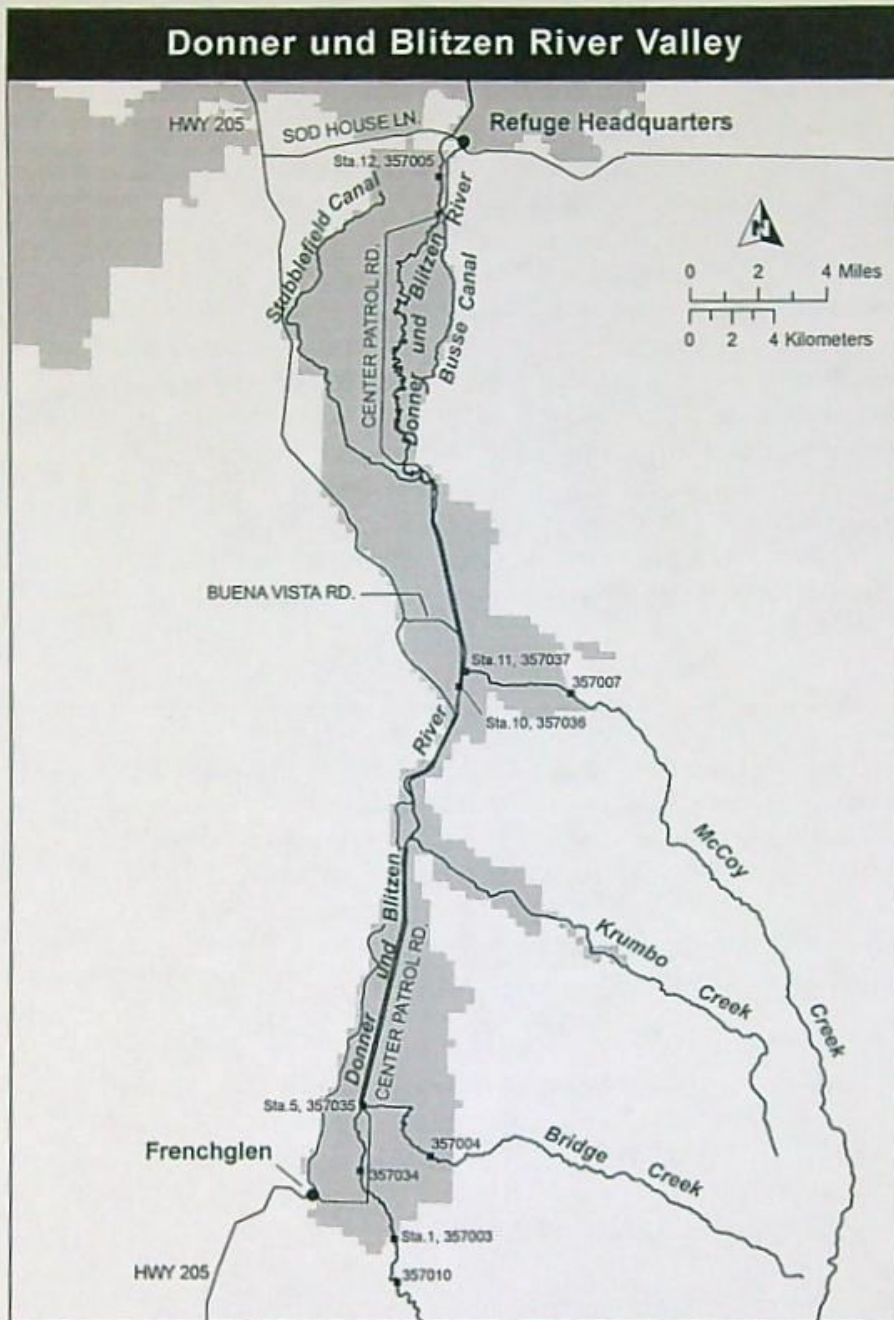 Donner und Blitzen River Valley
HWY 205
SOD HOUSE LN.
Refuge Headquarters
Sta.12, 357005
Stubblefield Canal
CENTER PATROL RD.
Donner und Blitzen River
Busse Canal
N
0 2 4 Miles
0 2 4 Kilometers
BUENA VISTA RD.
Sta.11, 357037
357007
Sta.10, 357036
Donner und Blitzen River
McCoy Creek
Krumbo Creek
CENTER PATROL RD.
Sta.5, 357035
Frenchglen
357004
Bridge Creek
357034
Sta.1, 357003
HWY 205
357010